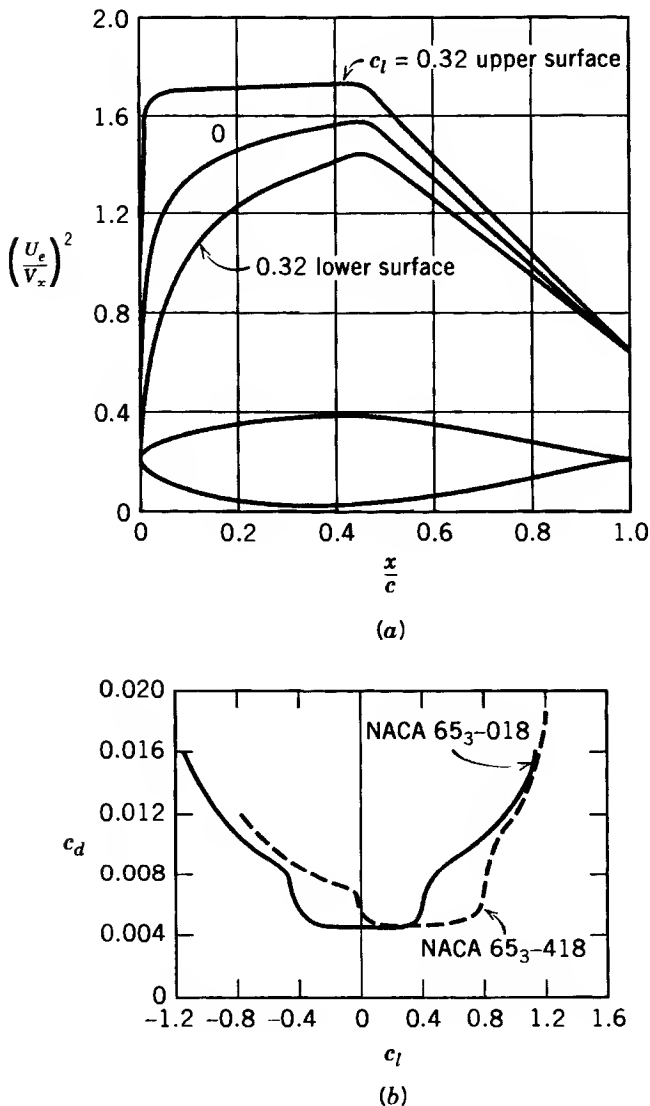 2.0
1.6
1.2
1.8
0.4
0
c_l = 0.32 upper surface
0
0.32 lower surface
(U_e/V_∞)^2
0 0.2 0.4 0.6 0.8 1.0
x/c
(a)
0.020
0.016
0.012
0.008
0.004
0
c_d
NACA 65₃-018
NACA 65₃-418
-1.2 -0.8 -0.4 0 0.4 0.8 1.2 1.6
c_l
(b)